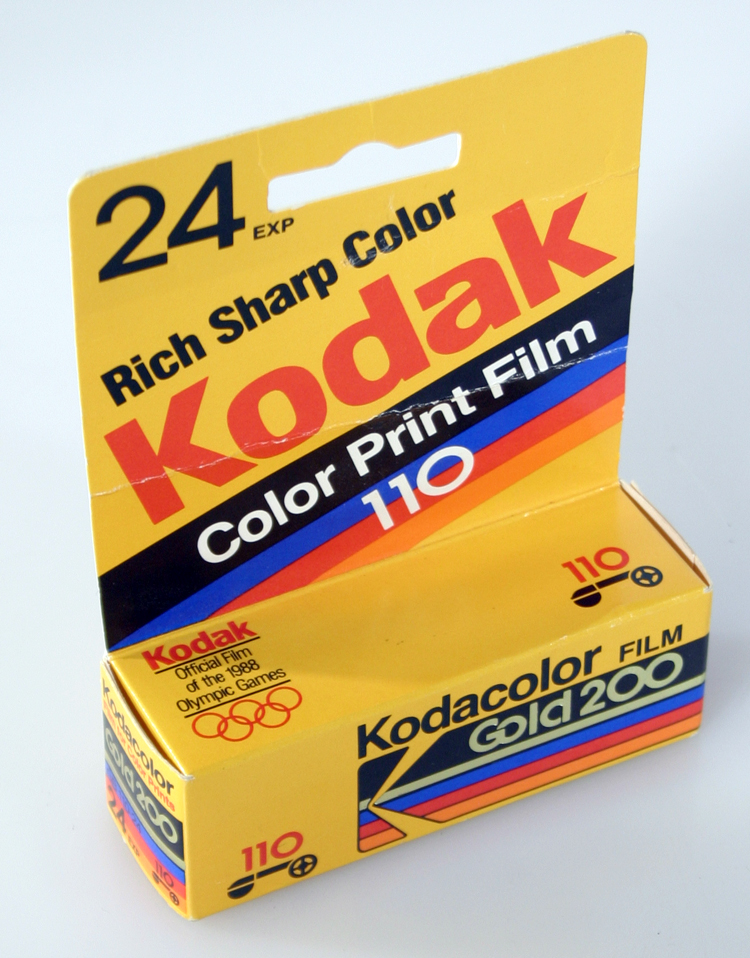 24 EXP
Rich Sharp Color
Kodak
Color Print Film
110
110
Kodak
Official Film
of the 1988
Olympic Games
Kodacolor FILM
Gold 200
110
Kodacolor
Gold 200
24 EXP
110